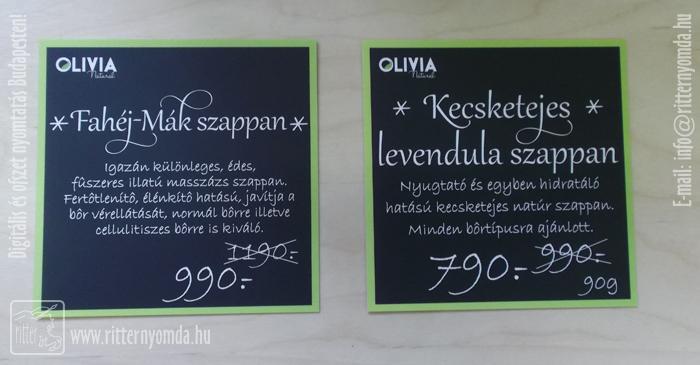 Digitális és ofszet nyomtatás Budapesten!
OLIVIA
Natural
* Fahéj-Mák szappan *
Igazán különleges, édes,
fűszeres illatú masszázs szappan.
Fertőtlenítő, élénkítő hatású, javítja a
bőr vérellátását, normál bőrre illetve
cellulitiszes bőrre is kiváló.
1190.-
990.-
OLIVIA
Natural
* Kecsketejes *
levendula szappan
Nyugtató és egyben hidratáló
hatású kecsketejes natúr szappan.
Minden bőrtípusra ajánlott.
790.- 990.-
90g
E-mail: info@ritternyomda.hu
ritter
www.ritternyomda.hu